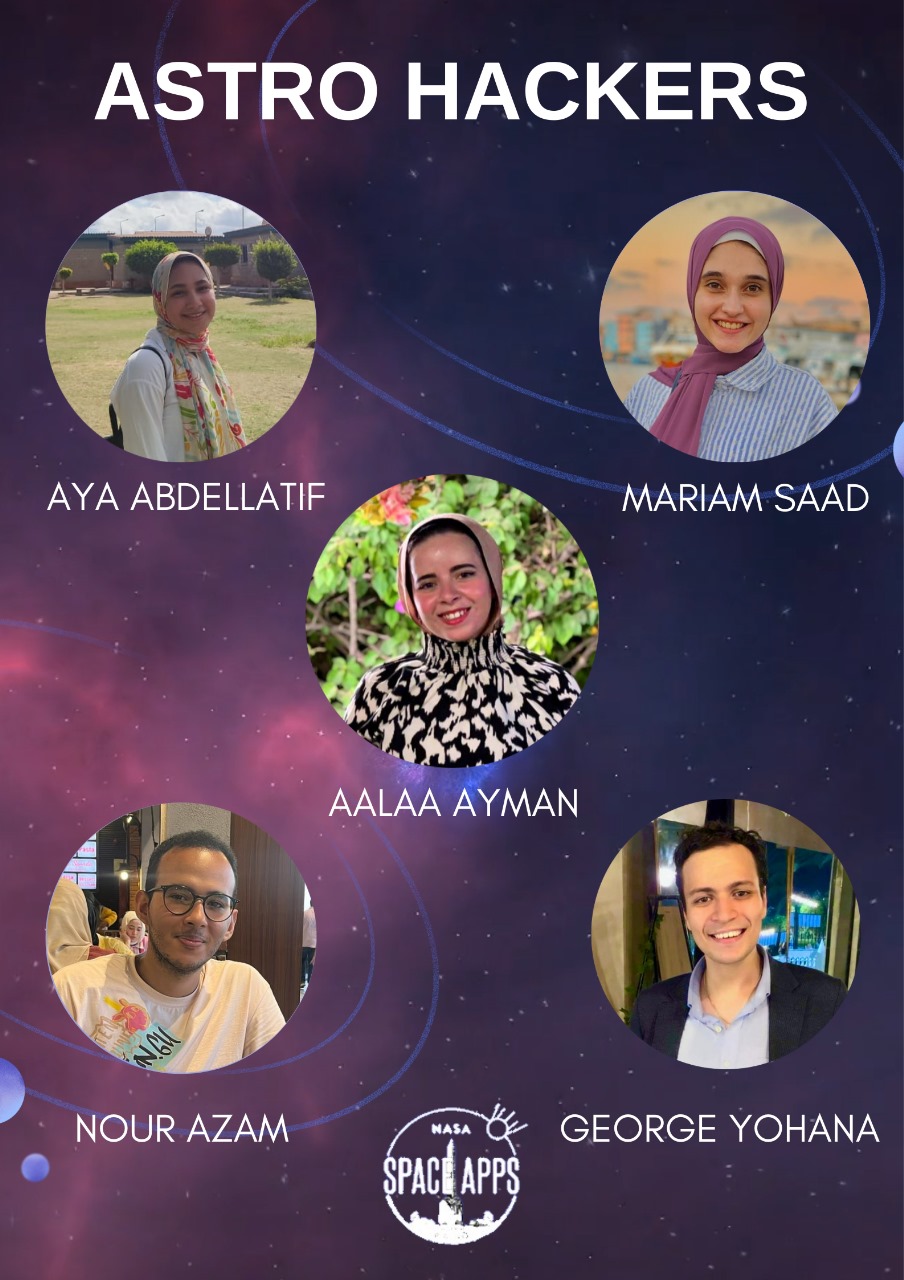 ASTRO HACKERS
AYA ABDELLATIF
MARIAM SAAD
AALAA AYMAN
NOUR AZAM
GEORGE YOHANA
NASA
SPACE APPS